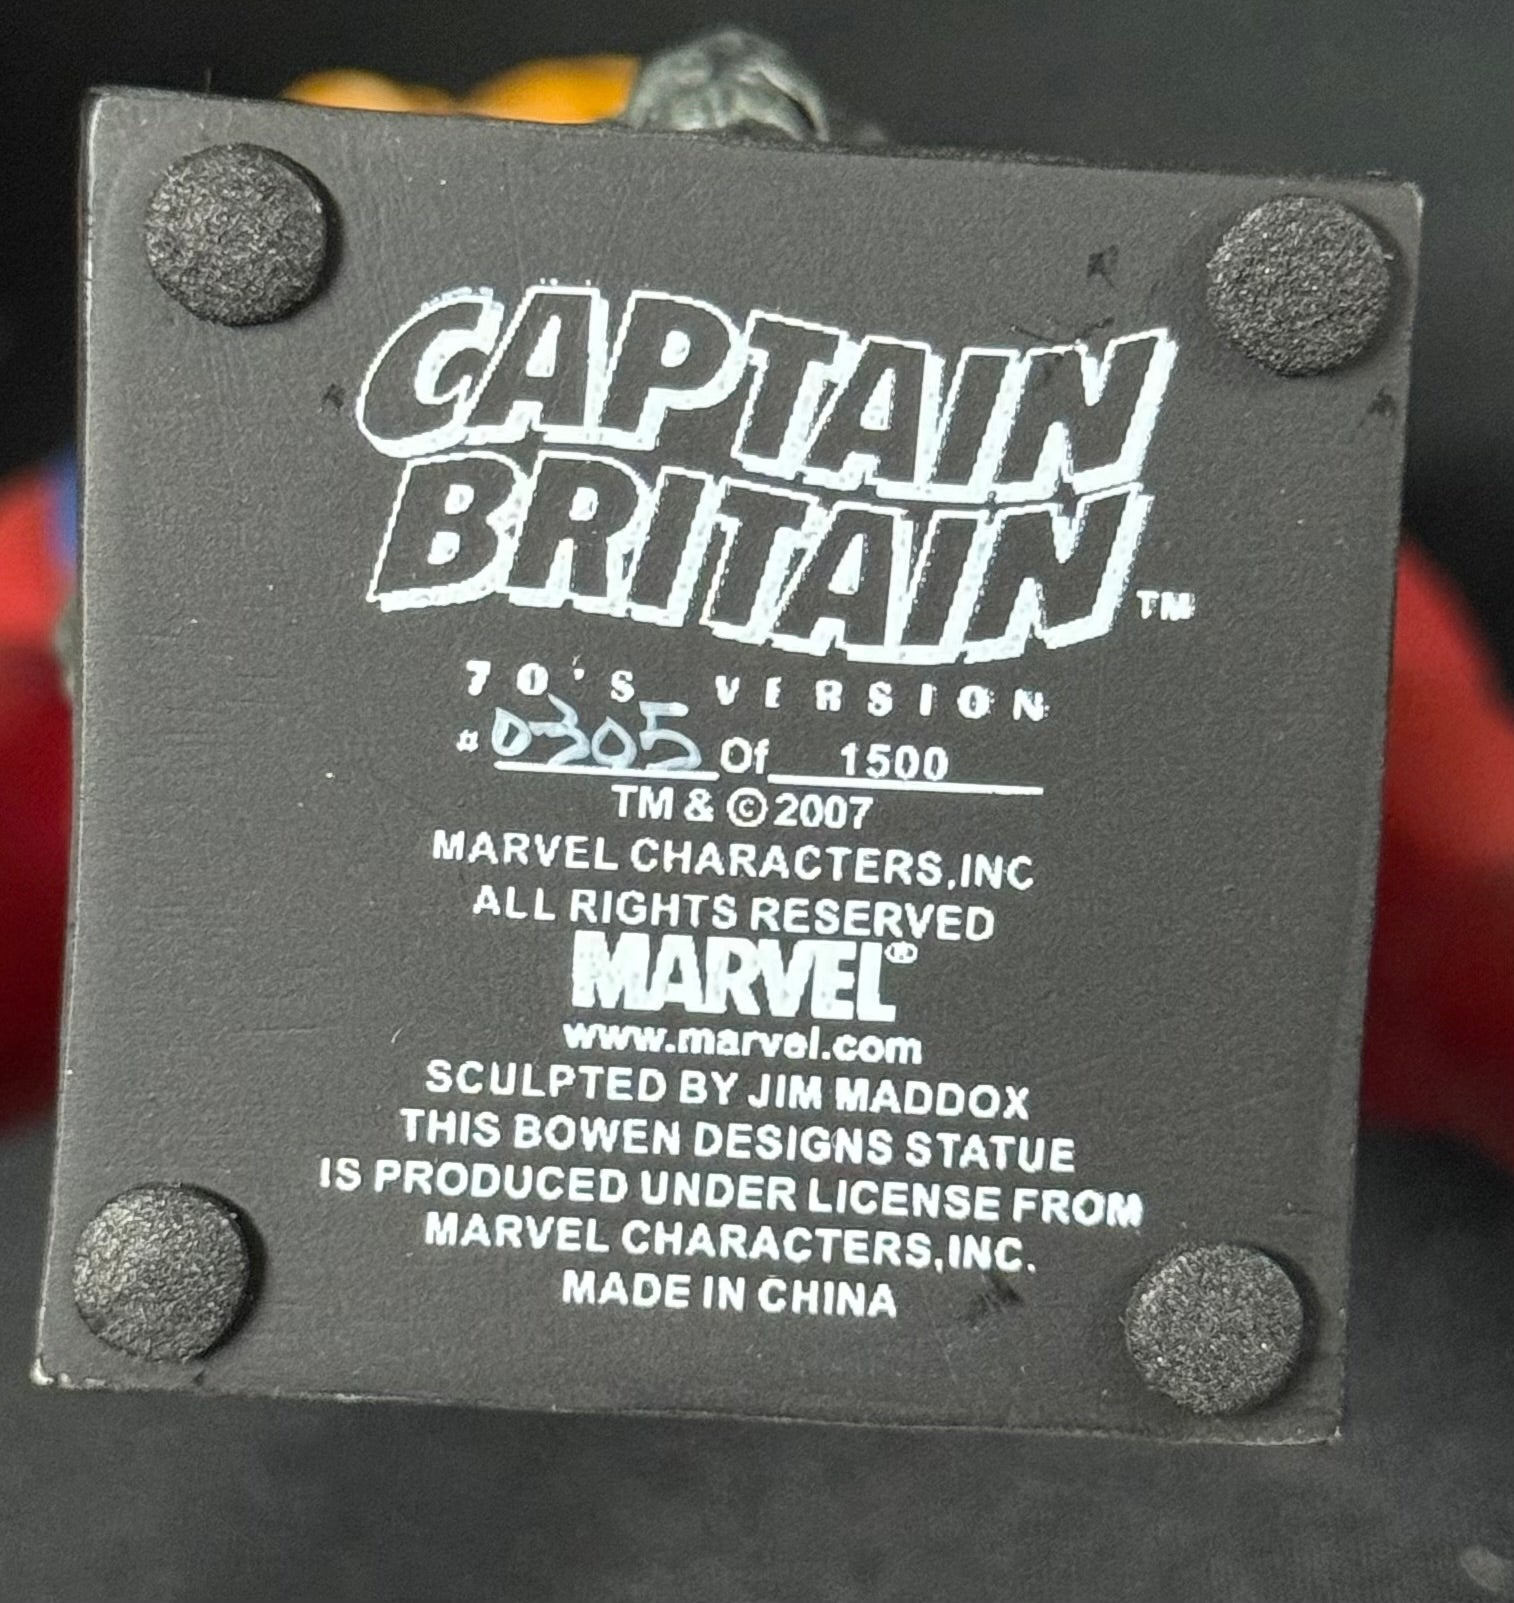 CAPTAIN
BRITAIN™
70'S VERSION
#0305 Of 1500
TM & © 2007
MARVEL CHARACTERS,INC
ALL RIGHTS RESERVED
MARVEL®
www.marvel.com
SCULPTED BY JIM MADDOX
THIS BOWEN DESIGNS STATUE
IS PRODUCED UNDER LICENSE FROM
MARVEL CHARACTERS,INC.
MADE IN CHINA